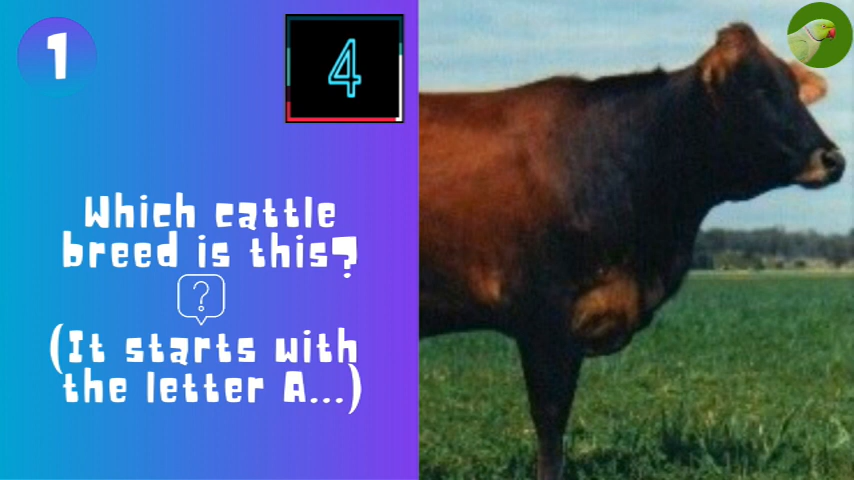 1
4
Which cattle
breed is this?
?
(It starts with
the letter A...)